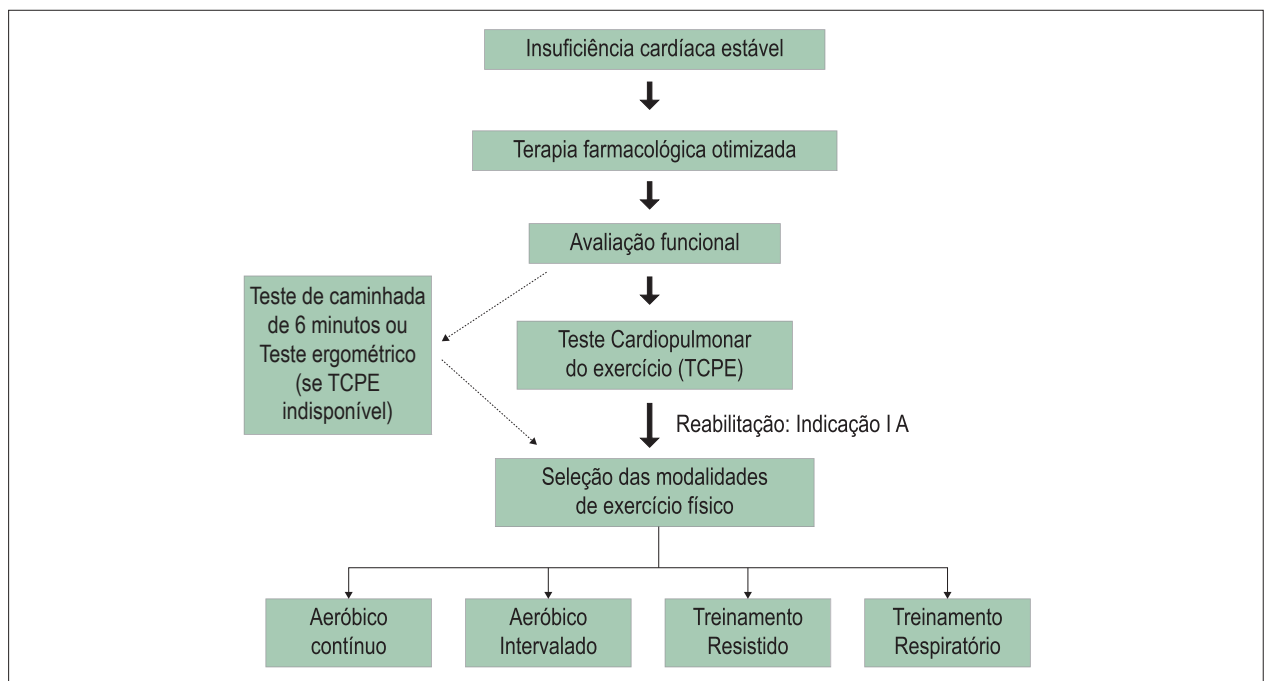 Insuficiência cardíaca estável
Terapia farmacológica otimizada
Avaliação funcional
Teste de caminhada
de 6 minutos ou
Teste ergométrico
(se TCPE
indisponível)
Teste Cardiopulmonar
do exercício (TCPE)
Reabilitação: Indicação I A
Seleção das modalidades
de exercício físico
Aeróbico
contínuo
Aeróbico
Intervalado
Treinamento
Resistido
Treinamento
Respiratório